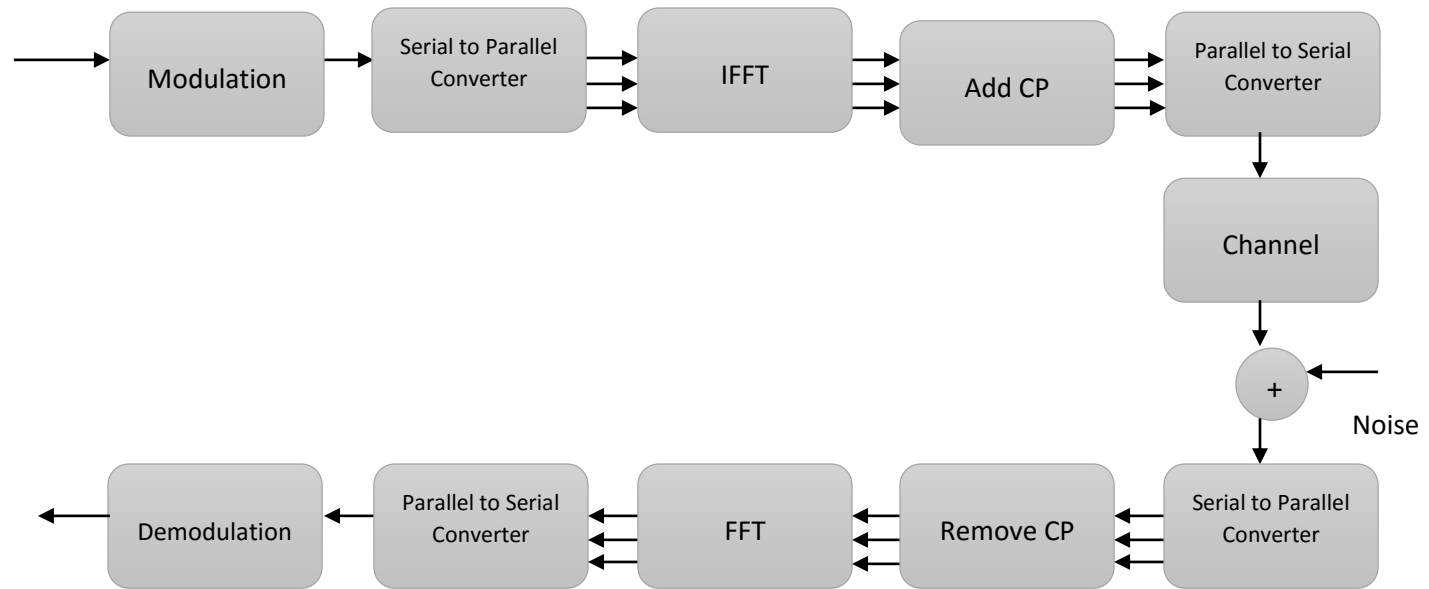 Modulation
Serial to Parallel
Converter
IFFT
Add CP
Parallel to Serial
Converter
Channel
+
Noise
Demodulation
Parallel to Serial
Converter
FFT
Remove CP
Serial to Parallel
Converter